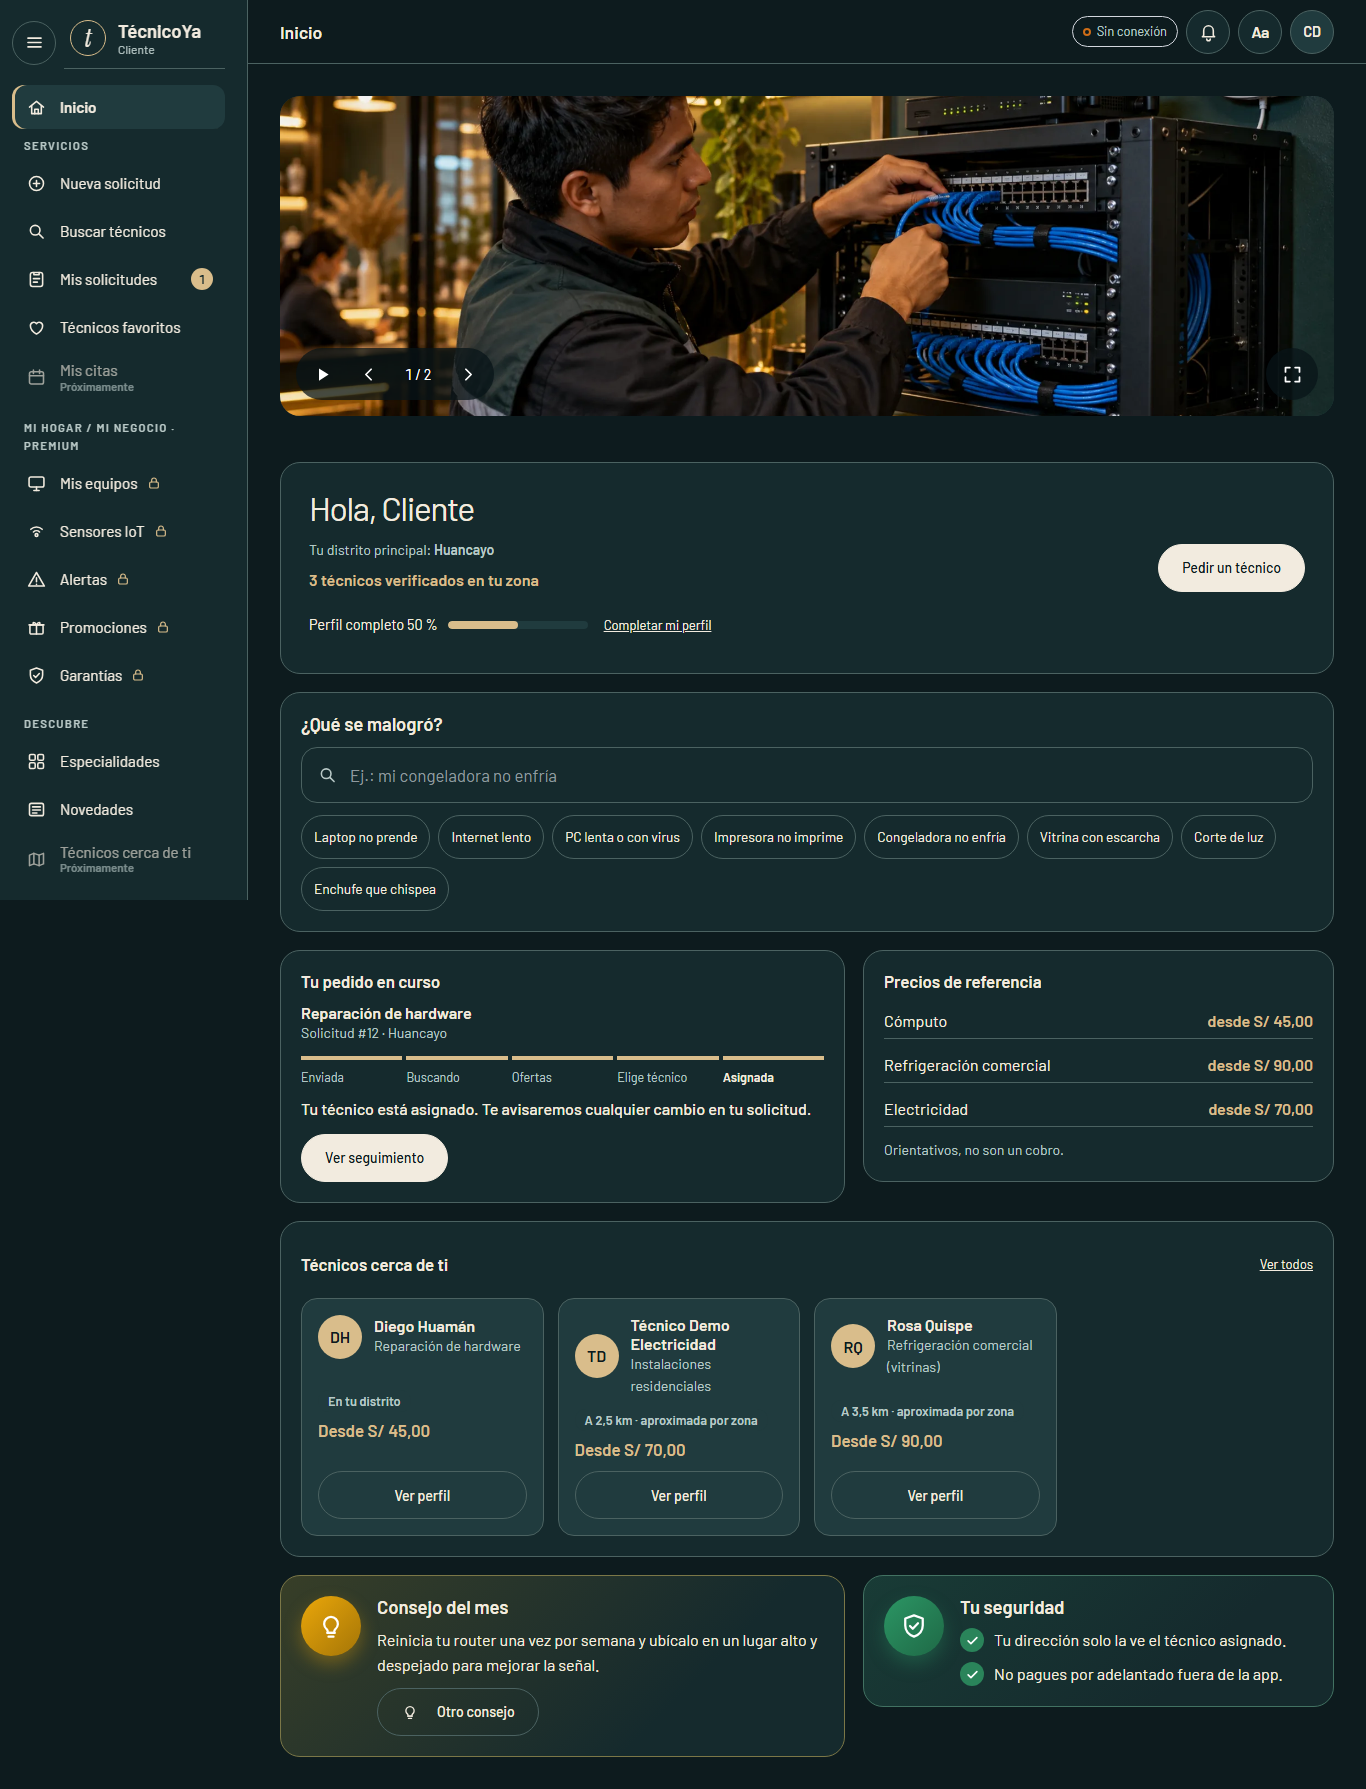 t
TécnicoYa
Cliente
Inicio
SERVICIOS
Nueva solicitud
Buscar técnicos
Mis solicitudes
1
Técnicos favoritos
Mis citas
Próximamente
MI HOGAR / MI NEGOCIO ·
PREMIUM
Mis equipos
Sensores IoT
Alertas
Promociones
Garantías
DESCUBRE
Especialidades
Novedades
Técnicos cerca de ti
Próximamente
Inicio
Sin conexión
Aa
CD
1 / 2
Hola, Cliente
Tu distrito principal: Huancayo
3 técnicos verificados en tu zona
Perfil completo 50 %
Completar mi perfil
Pedir un técnico
¿Qué se malogró?
Ej.: mi congeladora no enfría
Laptop no prende
Internet lento
PC lenta o con virus
Impresora no imprime
Congeladora no enfría
Vitrina con escarcha
Corte de luz
Enchufe que chispea
Tu pedido en curso
Reparación de hardware
Solicitud #12 · Huancayo
Enviada
Buscando
Ofertas
Elige técnico
Asignada
Tu técnico está asignado. Te avisaremos cualquier cambio en tu solicitud.
Ver seguimiento
Precios de referencia
Cómputo desde S/ 45,00
Refrigeración comercial desde S/ 90,00
Electricidad desde S/ 70,00
Orientativos, no son un cobro.
Técnicos cerca de ti
Ver todos
DH
Diego Huamán
Reparación de hardware
En tu distrito
Desde S/ 45,00
Ver perfil
TD
Técnico Demo
Electricidad
Instalaciones
residenciales
A 2,5 km · aproximada por zona
Desde S/ 70,00
Ver perfil
RQ
Rosa Quispe
Refrigeración comercial
(vitrinas)
A 3,5 km · aproximada por zona
Desde S/ 90,00
Ver perfil
Consejo del mes
Reinicia tu router una vez por semana y ubícalo en un lugar alto y
despejado para mejorar la señal.
Otro consejo
Tu seguridad
Tu dirección solo la ve el técnico asignado.
No pagues por adelantado fuera de la app.